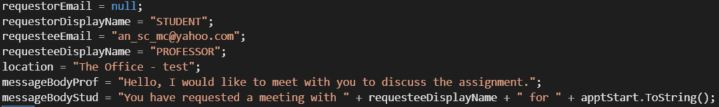 requestorEmail = null;
requestorDisplayName = "STUDENT";
requesteeEmail = "an_sc_mc@yahoo.com";
requesteeDisplayName = "PROFESSOR";
location = "The Office - test";
messageBodyProf = "Hello, I would like to meet with you to discuss the assignment.";
messageBodyStud = "You have requested a meeting with " + requesteeDisplayName + " for " + apptStart.ToString();